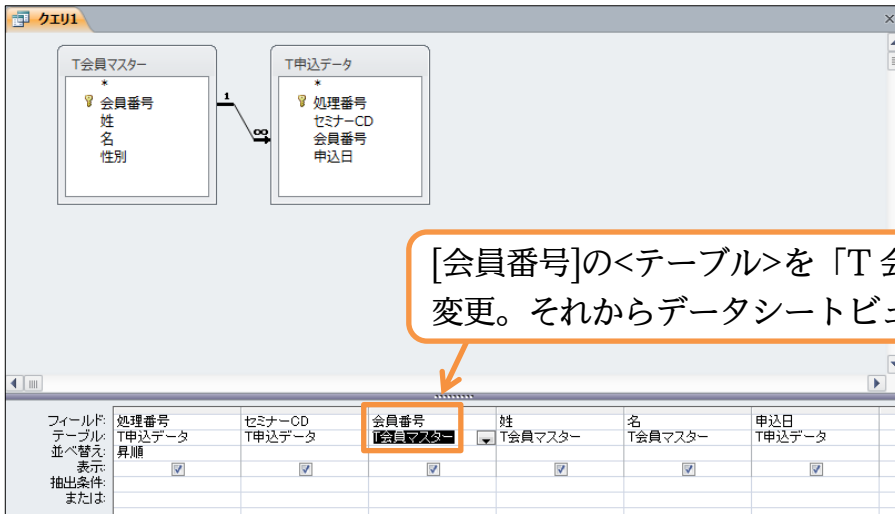 クエリ1
T会員マスター
*
会員番号
姓
名
性別
1
∞
T申込データ
*
処理番号
セミナーCD
会員番号
申込日
[会員番号]の<テーブル>を「T 会
変更。それからデータシートビュ
フィールド: 処理番号 セミナーCD 会員番号 姓 名 申込日
テーブル: T申込データ T申込データ T会員マスター T会員マスター T会員マスター T申込データ
並べ替え: 昇順
表示:
抽出条件:
または: